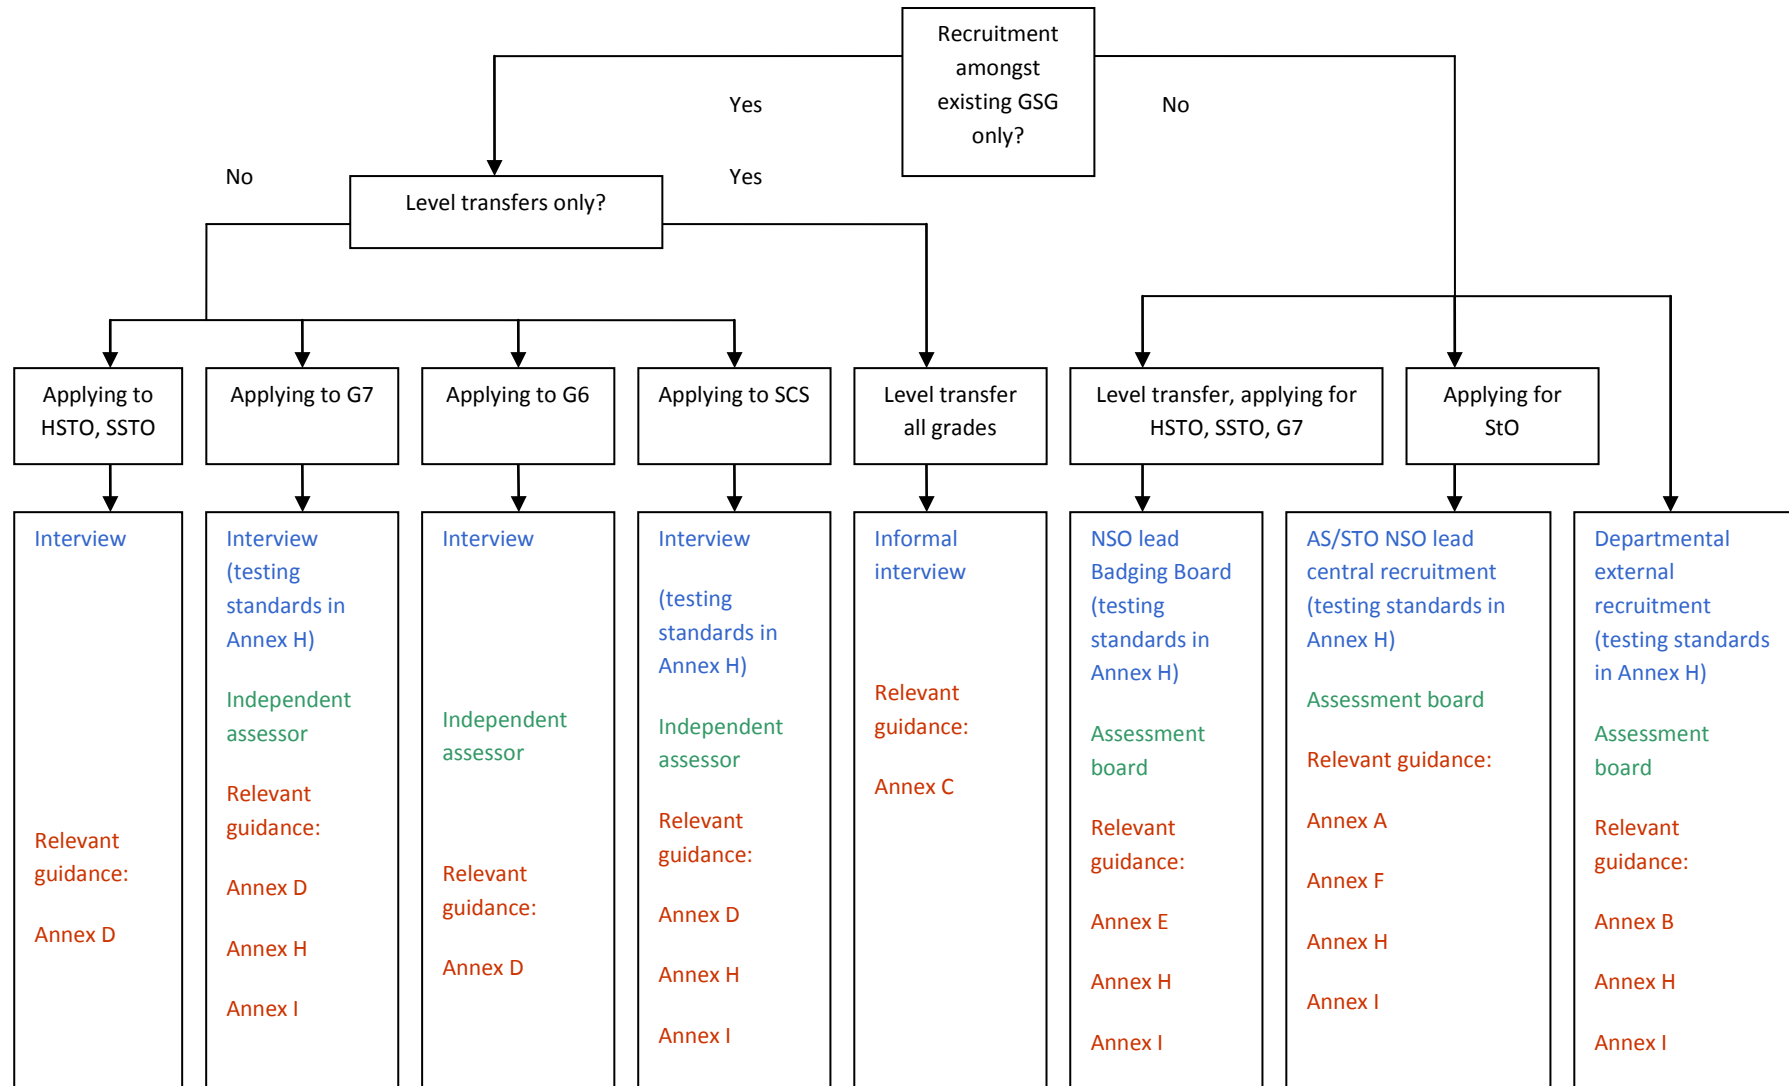 Recruitment
amongst
existing GSG
only?
Yes
No
No
Yes
Level transfers only?
Applying to
HSTO, SSTO
Applying to G7
Applying to G6
Applying to SCS
Level transfer
all grades
Level transfer, applying for
HSTO, SSTO, G7
Applying for
StO
Interview
Relevant
guidance:
Annex D
Interview
(testing
standards in
Annex H)
Independent
assessor
Relevant
guidance:
Annex D
Annex H
Annex I
Interview
Independent
assessor
Relevant
guidance:
Annex D
Interview
(testing
standards in
Annex H)
Independent
assessor
Relevant
guidance:
Annex D
Annex H
Annex I
Informal
interview
Relevant
guidance:
Annex C
NSO lead
Badging Board
(testing
standards in
Annex H)
Assessment
board
Relevant
guidance:
Annex E
Annex H
Annex I
AS/STO NSO lead
central recruitment
(testing standards in
Annex H)
Assessment board
Relevant guidance:
Annex A
Annex F
Annex H
Annex I
Departmental
external
recruitment
(testing standards
in Annex H)
Assessment
board
Relevant
guidance:
Annex B
Annex H
Annex I